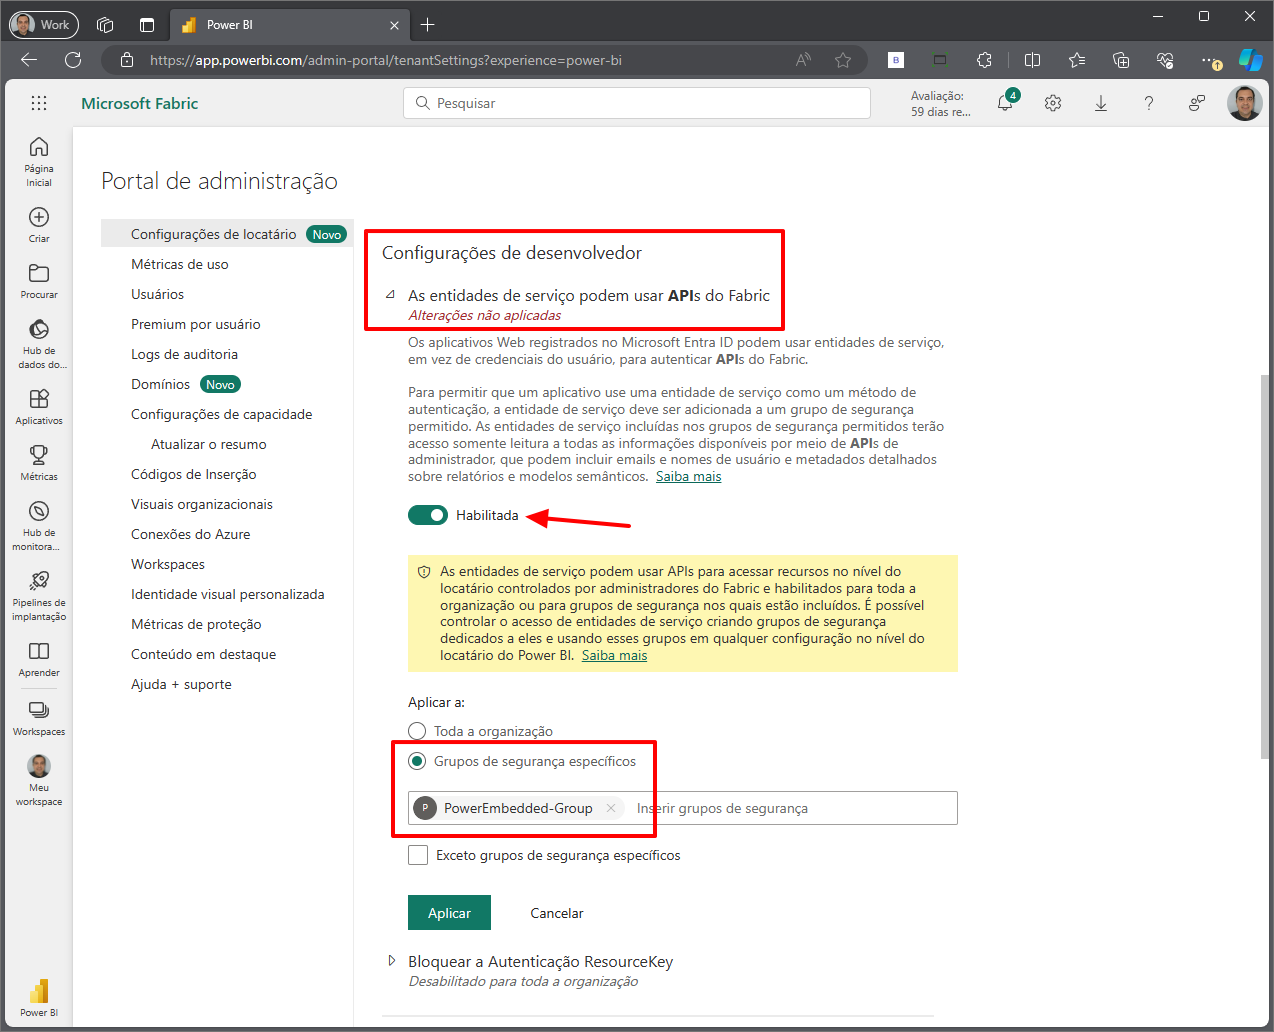 Work
Power BI
https://app.powerbi.com/admin-portal/tenantSettings?experience=power-bi
Microsoft Fabric
Pesquisar
Avaliação:
59 dias re...
4
Página
Inicial
Criar
Procurar
Hub de
dados do...
Aplicativos
Métricas
Hub de
monitora...
Pipelines de
implantação
Aprender
Workspaces
Meu
workspace
Power BI
Portal de administração
Configurações de locatário Novo
Métricas de uso
Usuários
Premium por usuário
Logs de auditoria
Domínios Novo
Configurações de capacidade
Atualizar o resumo
Códigos de Inserção
Visuais organizacionais
Conexões do Azure
Workspaces
Identidade visual personalizada
Métricas de proteção
Conteúdo em destaque
Ajuda + suporte
Configurações de desenvolvedor
As entidades de serviço podem usar APIs do Fabric
Alterações não aplicadas
Os aplicativos Web registrados no Microsoft Entra ID podem usar entidades de serviço,
em vez de credenciais do usuário, para autenticar APIs do Fabric.
Para permitir que um aplicativo use uma entidade de serviço como um método de
autenticação, a entidade de serviço deve ser adicionada a um grupo de segurança
permitido. As entidades de serviço incluídas nos grupos de segurança permitidos terão
acesso somente leitura a todas as informações disponíveis por meio de APIs de
administrador, que podem incluir emails e nomes de usuário e metadados detalhados
sobre relatórios e modelos semânticos. Saiba mais
Habilitada
As entidades de serviço podem usar APIs para acessar recursos no nível do
locatário controlados por administradores do Fabric e habilitados para toda a
organização ou para grupos de segurança nos quais estão incluídos. É possível
controlar o acesso de entidades de serviço criando grupos de segurança
dedicados a eles e usando esses grupos em qualquer configuração no nível do
locatário do Power BI. Saiba mais
Aplicar a:
Toda a organização
Grupos de segurança específicos
P PowerEmbedded-Group Inserir grupos de segurança
Exceto grupos de segurança específicos
Aplicar Cancelar
Bloquear a Autenticação ResourceKey
Desabilitado para toda a organização